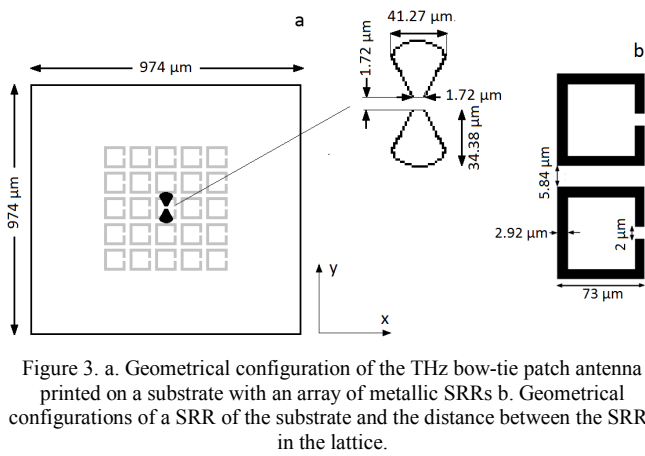 a
41.27 µm.
1.72 µm
974 µm
b
1.72 µm
34.38 µm
974 µm
5.84 µm
2.92 µm
2 µm
y
x
73 µm
Figure 3. a. Geometrical configuration of the THz bow-tie patch antenna
printed on a substrate with an array of metallic SRRs b. Geometrical
configurations of a SRR of the substrate and the distance between the SRR
in the lattice.